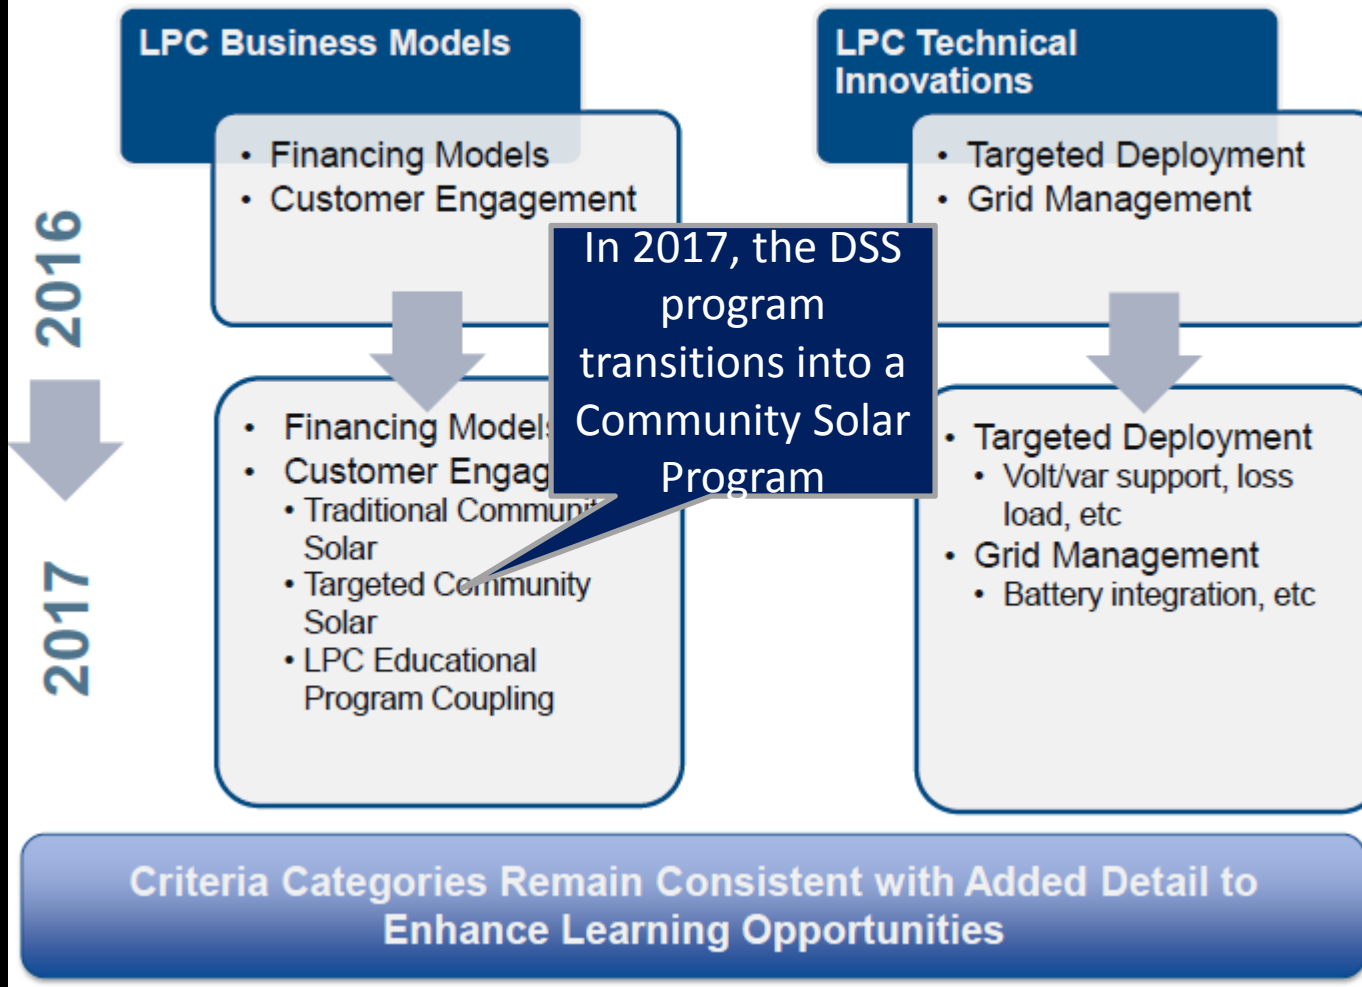 LPC Business Models
• Financing Models
• Customer Engagement
LPC Technical
Innovations
• Targeted Deployment
• Grid Management
2016
In 2017, the DSS
program
transitions into a
Community Solar
Program
2017
• Financing Models
• Customer Engag
• Traditional Community
Solar
• Targeted Community
Solar
• LPC Educational
Program Coupling
• Targeted Deployment
• Volt/var support, loss
load, etc
• Grid Management
• Battery integration, etc
Criteria Categories Remain Consistent with Added Detail to
Enhance Learning Opportunities